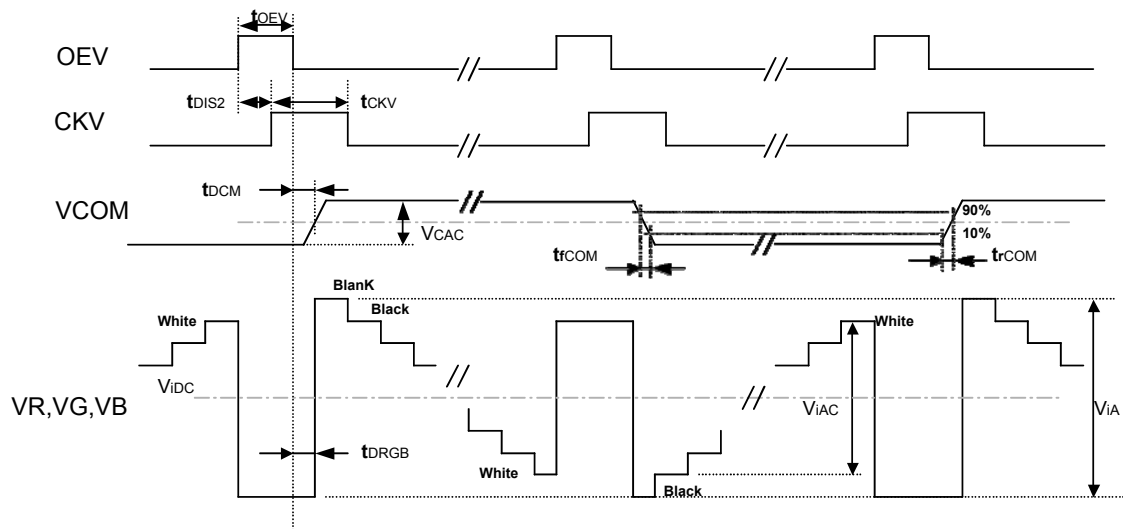 tOEV
OEV
tDIS2
tCKV
CKV
tDCM
VCOM
VCAC
90%
10%
tfCOM
trCOM
BlanK
White
Black
White
ViDC
VR,VG,VB
ViAC
ViA
tDRGB
White
Black